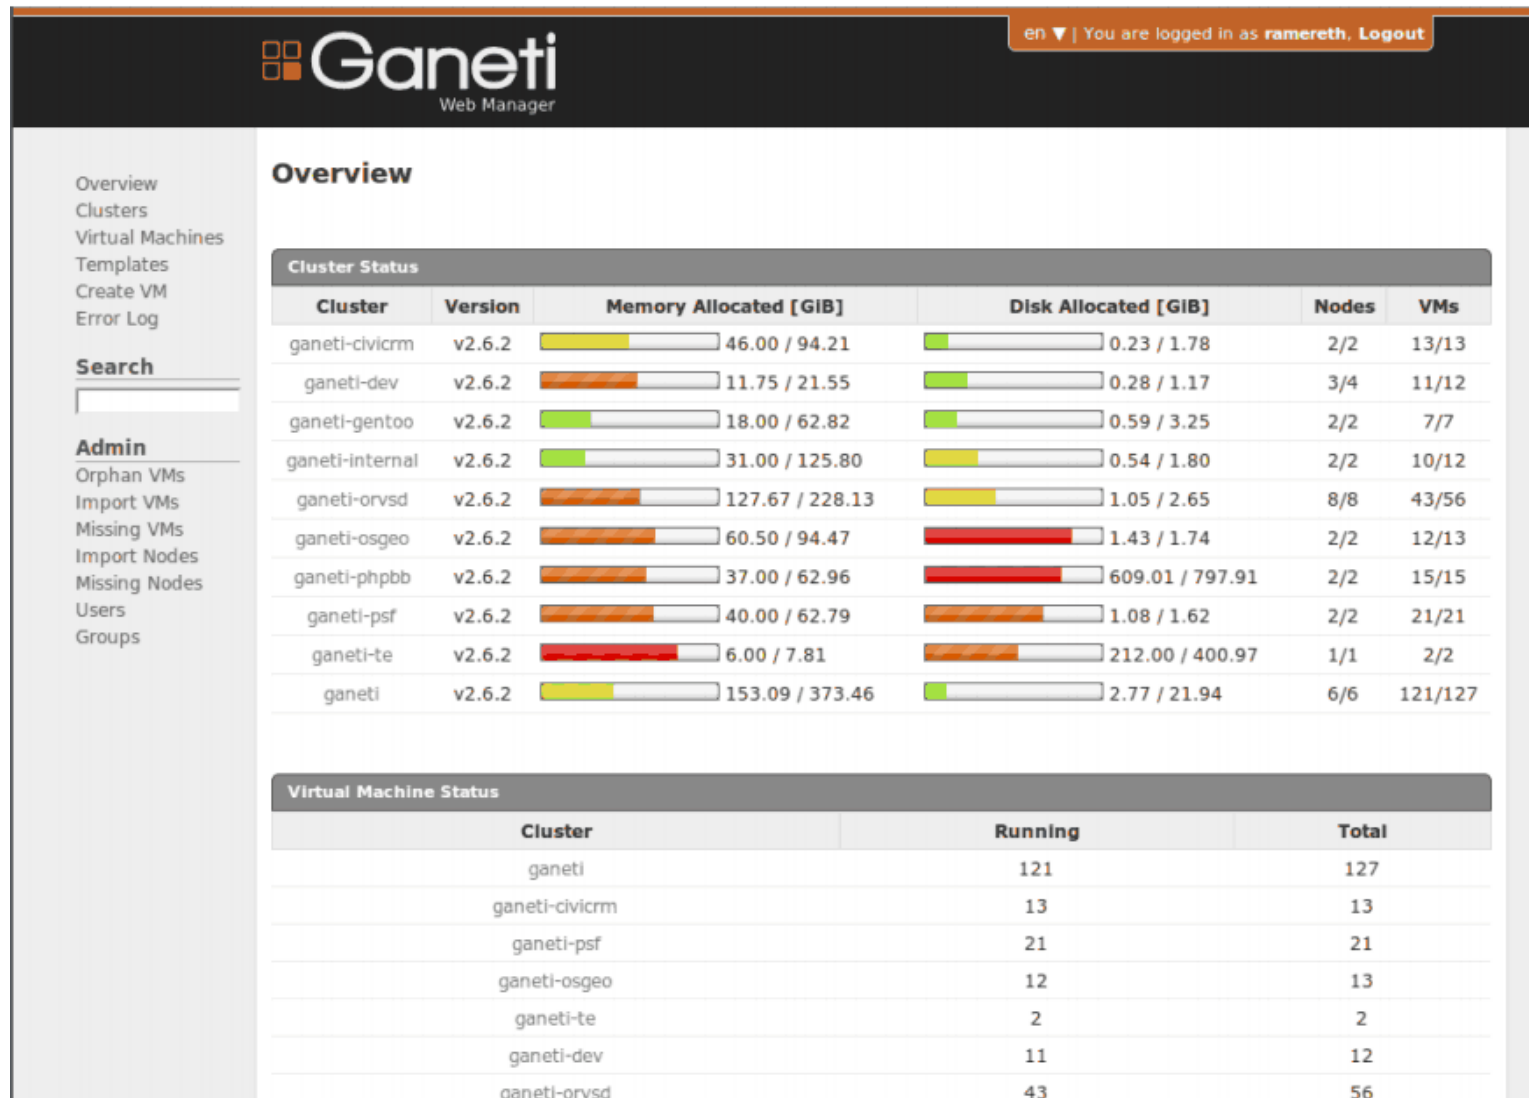 en ▼ | You are logged in as ramereth, Logout
Ganeti
Web Manager
Overview
Clusters
Virtual Machines
Templates
Create VM
Error Log
Search
Admin
Orphan VMs
Import VMs
Missing VMs
Import Nodes
Missing Nodes
Users
Groups
Overview
Cluster Status
Cluster Version Memory Allocated [GiB] Disk Allocated [GiB] Nodes VMs
ganeti-civicrm v2.6.2 46.00 / 94.21 0.23 / 1.78 2/2 13/13
ganeti-dev v2.6.2 11.75 / 21.55 0.28 / 1.17 3/4 11/12
ganeti-gentoo v2.6.2 18.00 / 62.82 0.59 / 3.25 2/2 7/7
ganeti-internal v2.6.2 31.00 / 125.80 0.54 / 1.80 2/2 10/12
ganeti-orvsd v2.6.2 127.67 / 228.13 1.05 / 2.65 8/8 43/56
ganeti-osgeo v2.6.2 60.50 / 94.47 1.43 / 1.74 2/2 12/13
ganeti-phpbb v2.6.2 37.00 / 62.96 609.01 / 797.91 2/2 15/15
ganeti-psf v2.6.2 40.00 / 62.79 1.08 / 1.62 2/2 21/21
ganeti-te v2.6.2 6.00 / 7.81 212.00 / 400.97 1/1 2/2
ganeti v2.6.2 153.09 / 373.46 2.77 / 21.94 6/6 121/127
Virtual Machine Status
Cluster Running Total
ganeti 121 127
ganeti-civicrm 13 13
ganeti-psf 21 21
ganeti-osgeo 12 13
ganeti-te 2 2
ganeti-dev 11 12
ganeti-orvsd 43 56